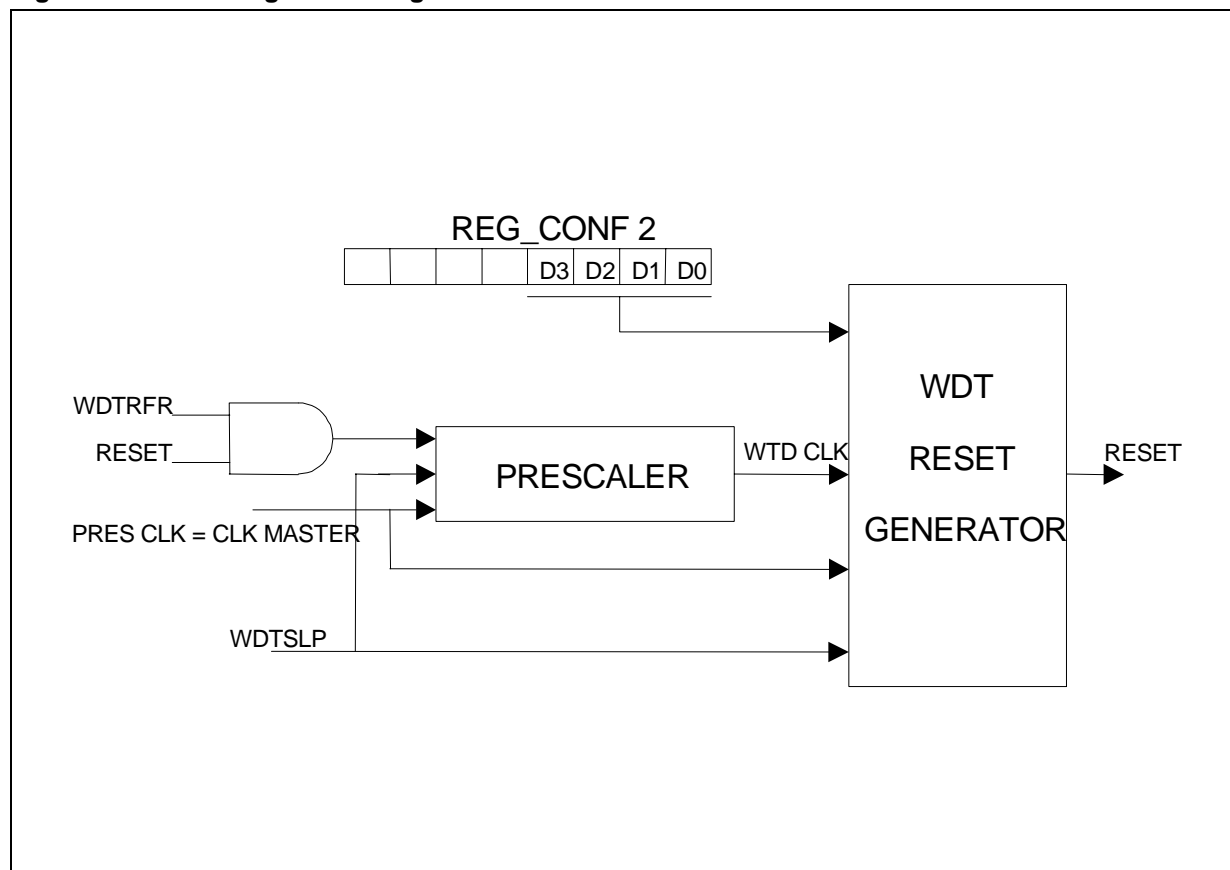 REG_CONF 2
D3 D2 D1 D0
WDTRFR
RESET
PRES CLK = CLK MASTER
WDTSLP
PRESCALER
WTD CLK
WDT
RESET
GENERATOR
RESET